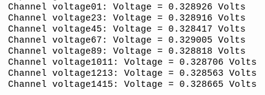 Channel voltage01: Voltage = 0.328926 Volts
Channel voltage23: Voltage = 0.328916 Volts
Channel voltage45: Voltage = 0.328417 Volts
Channel voltage67: Voltage = 0.329005 Volts
Channel voltage89: Voltage = 0.328818 Volts
Channel voltage1011: Voltage = 0.328706 Volts
Channel voltage1213: Voltage = 0.328563 Volts
Channel voltage1415: Voltage = 0.328665 Volts